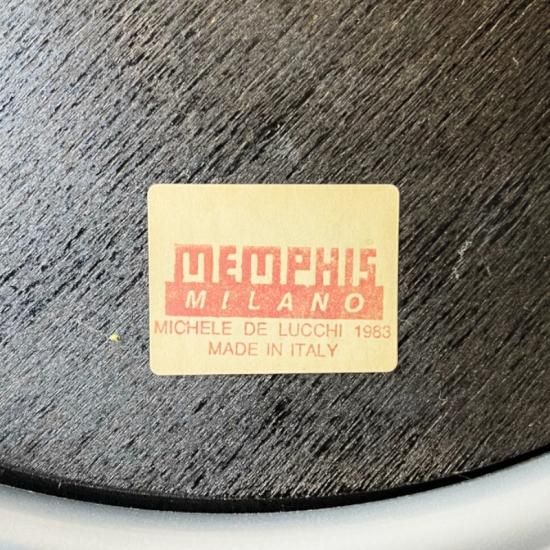 MEMPHIS
MILANO
MICHELE DE LUCCHI 1983
MADE IN ITALY